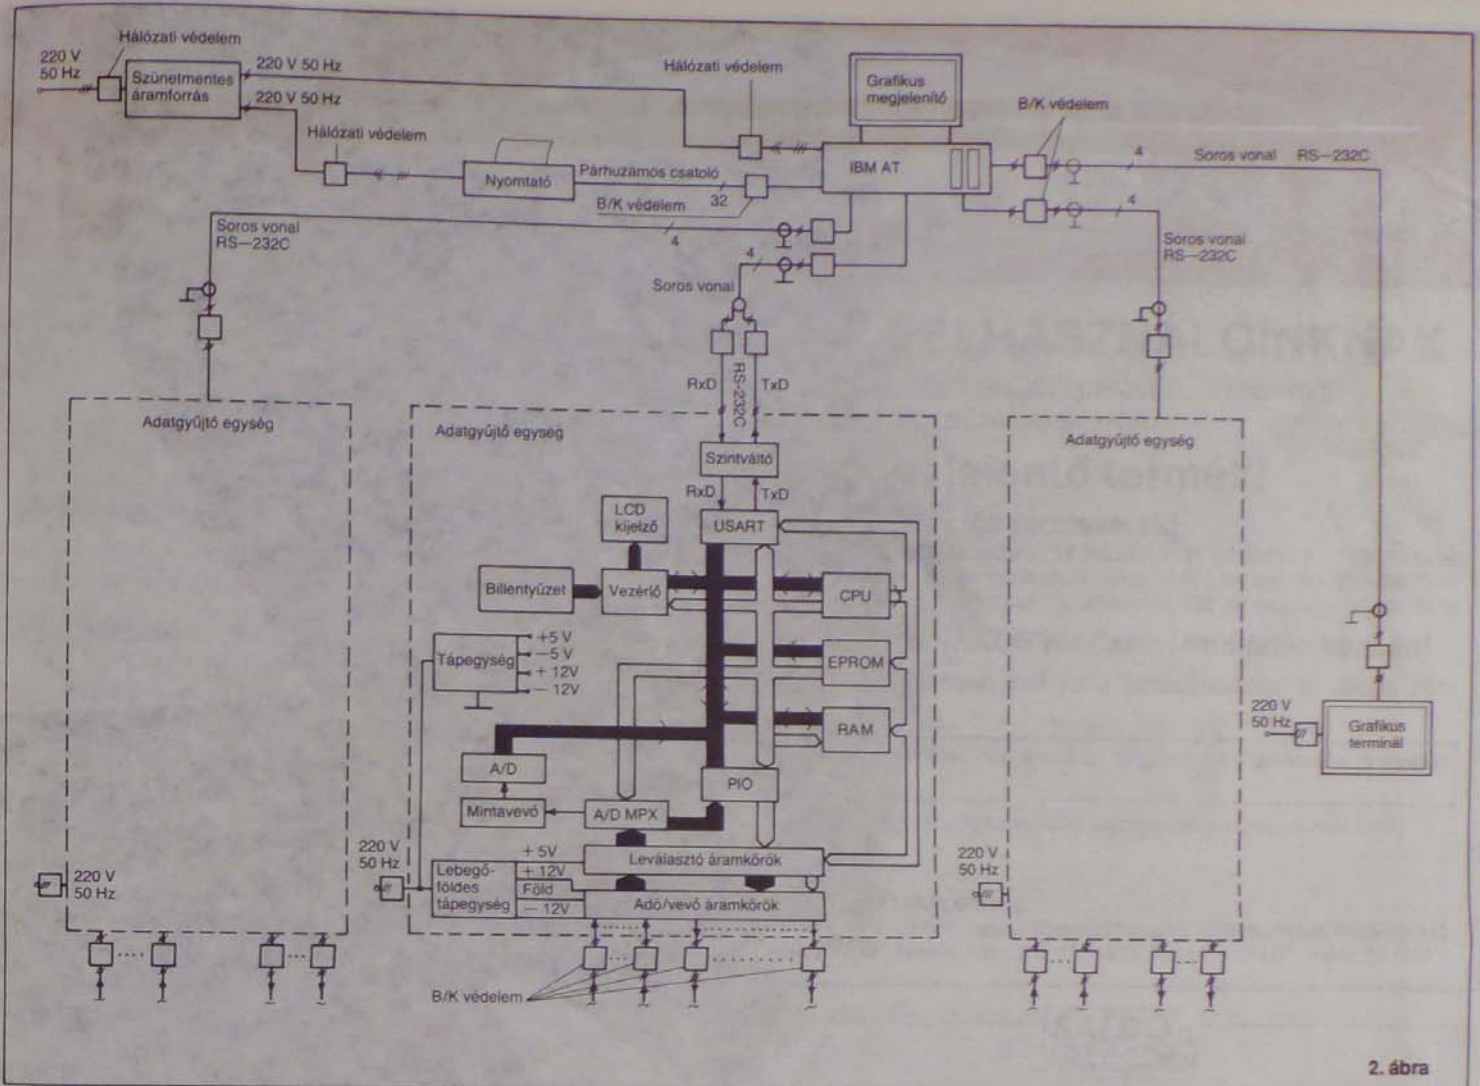 Hálózati védelem
220 V
50 Hz
Szünetmentes
áramforrás
220 V 50 Hz
220 V 50 Hz
Hálózati védelem
Hálózati védelem
Grafikus
megjelenítő
B/K védelem
Nyomtató
Párhuzamos csatoló
32
B/K védelem
IBM AT
4
Soros vonal RS—232C
4
Soros vonal
RS—232C
4
Soros vonal
RS—232C
4
Soros vonal
RxD
RS-232C
TxD
Adatgyűjtő egység
Adatgyűjtő egység
Adatgyűjtő egység
Szintváltó
RxD
TxD
LCD
kijelző
USART
Billentyűzet
Vezérlő
CPU
Tápegység
+5 V
—5 V
+ 12V
— 12V
EPROM
RAM
A/D
PIO
Mintavevő
A/D MPX
220 V
50 Hz
Grafikus
terminál
220 V
50 Hz
220 V
50 Hz
Lebegő-
földes
tápegység
+ 5V
+ 12V
Föld
— 12V
Leválasztó áramkörök
Adó/vevő áramkörök
220 V
50 Hz
B/K védelem
2. ábra